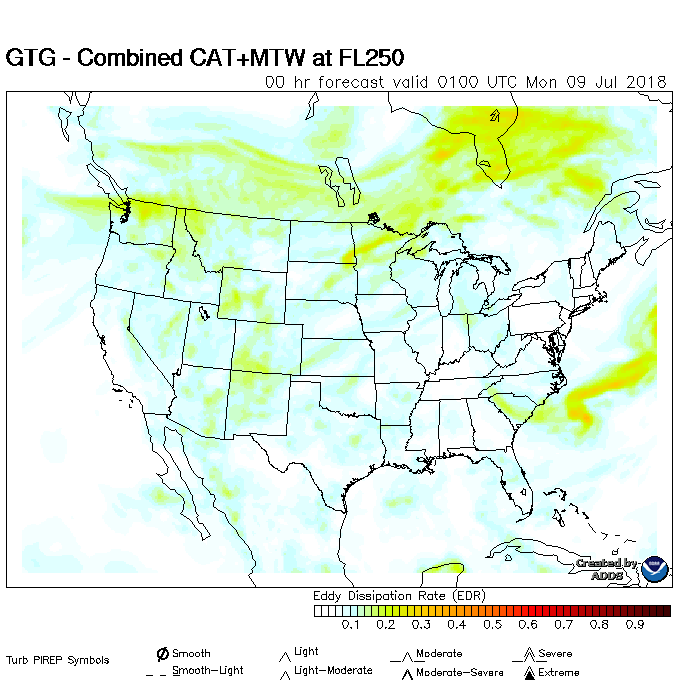 GTG - Combined CAT+MTW at FL250
00 hr forecast valid 0100 UTC Mon 09 Jul 2018
Created by
ADDS
Eddy Dissipation Rate (EDR)
0.1 0.2 0.3 0.4 0.5 0.6 0.7 0.8 0.9
Turb PIREP Symbols
Smooth Light Moderate Severe
Smooth-Light Light-Moderate Moderate-Severe Extreme